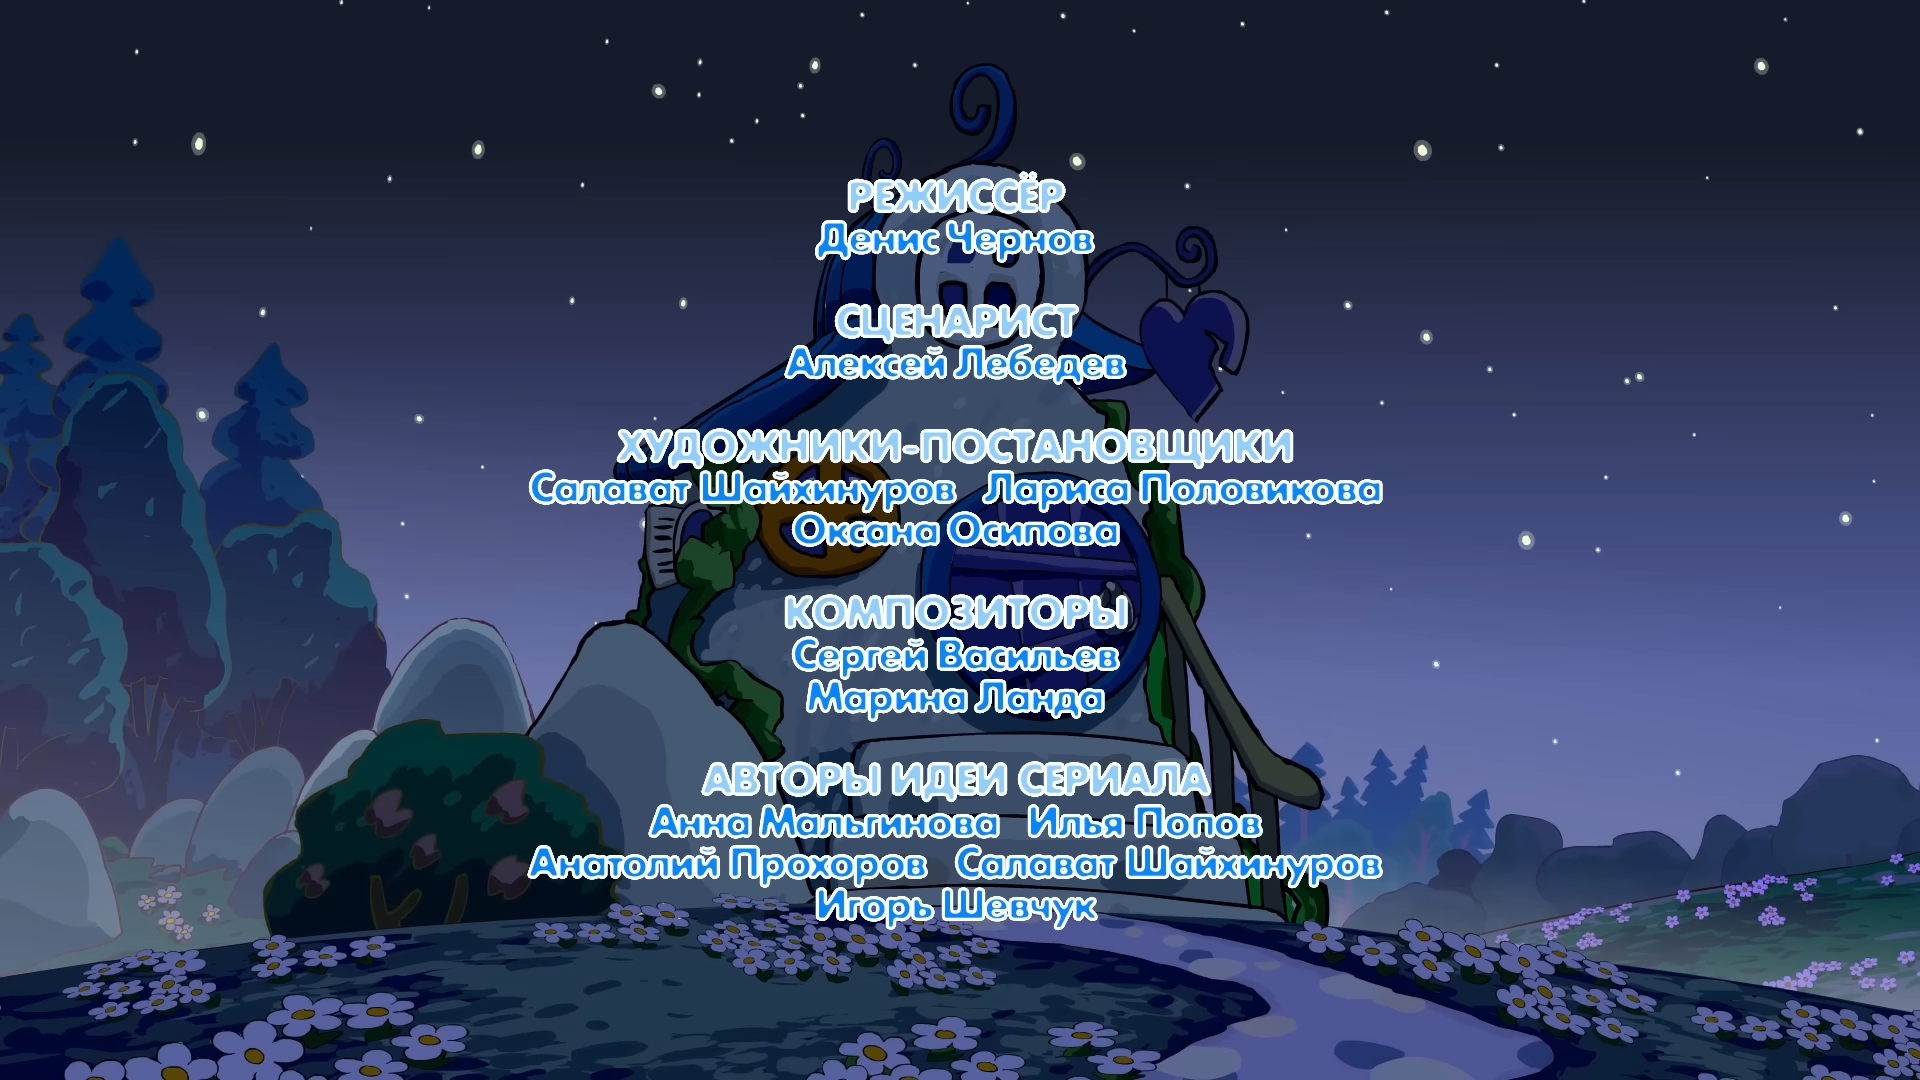 РЕЖИССЁР
Денис Чернов
СЦЕНАРИСТ
Алексей Лебедев
ХУДОЖНИКИ-ПОСТАНОВЩИКИ
Салават Шайхинуров Лариса Половикова
Оксана Осипова
КОМПОЗИТОРЫ
Сергей Васильев
Марина Ланда
АВТОРЫ ИДЕИ СЕРИАЛА
Анна Мальгинова Илья Попов
Анатолий Прохоров Салават Шайхинуров
Игорь Шевчук